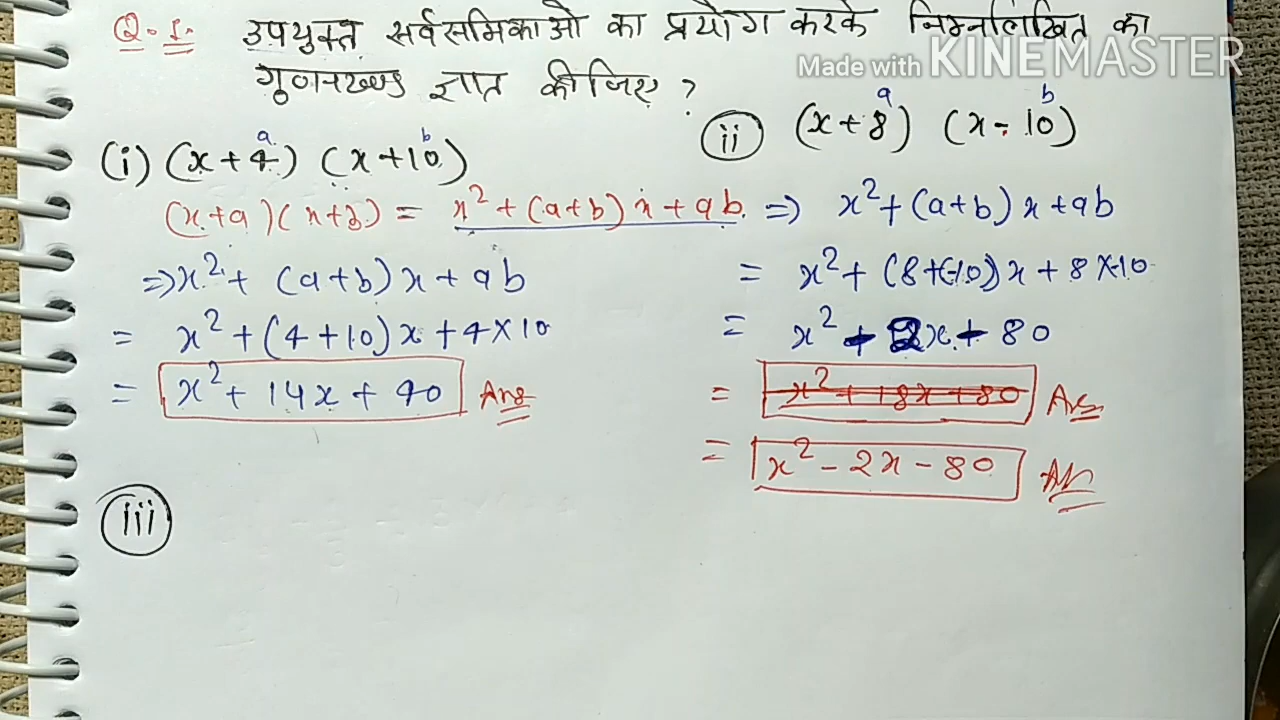 Q.1. उपयुक्त सर्वसमिकाओ का प्रयोग करके निम्नलिखित का
Made with KINEMASTER
गुणनखण्ड ज्ञात कीजिए ?
(i) (x+4) (x+10)
a b
(x+a)(x+b) = x²+(a+b)x+ab
⇒ x² + (a+b)x+ab
= x²+(4+10)x+4×10
= x²+14x+40 Ans
(ii) (x+8) (x-10)
a b
⇒ x²+(a+b)x+ab
= x²+(8+(-10))x+8×-10
= x² - 2x - 80
= x²+18x+80 Ans
= x²-2x-80 An
(iii)